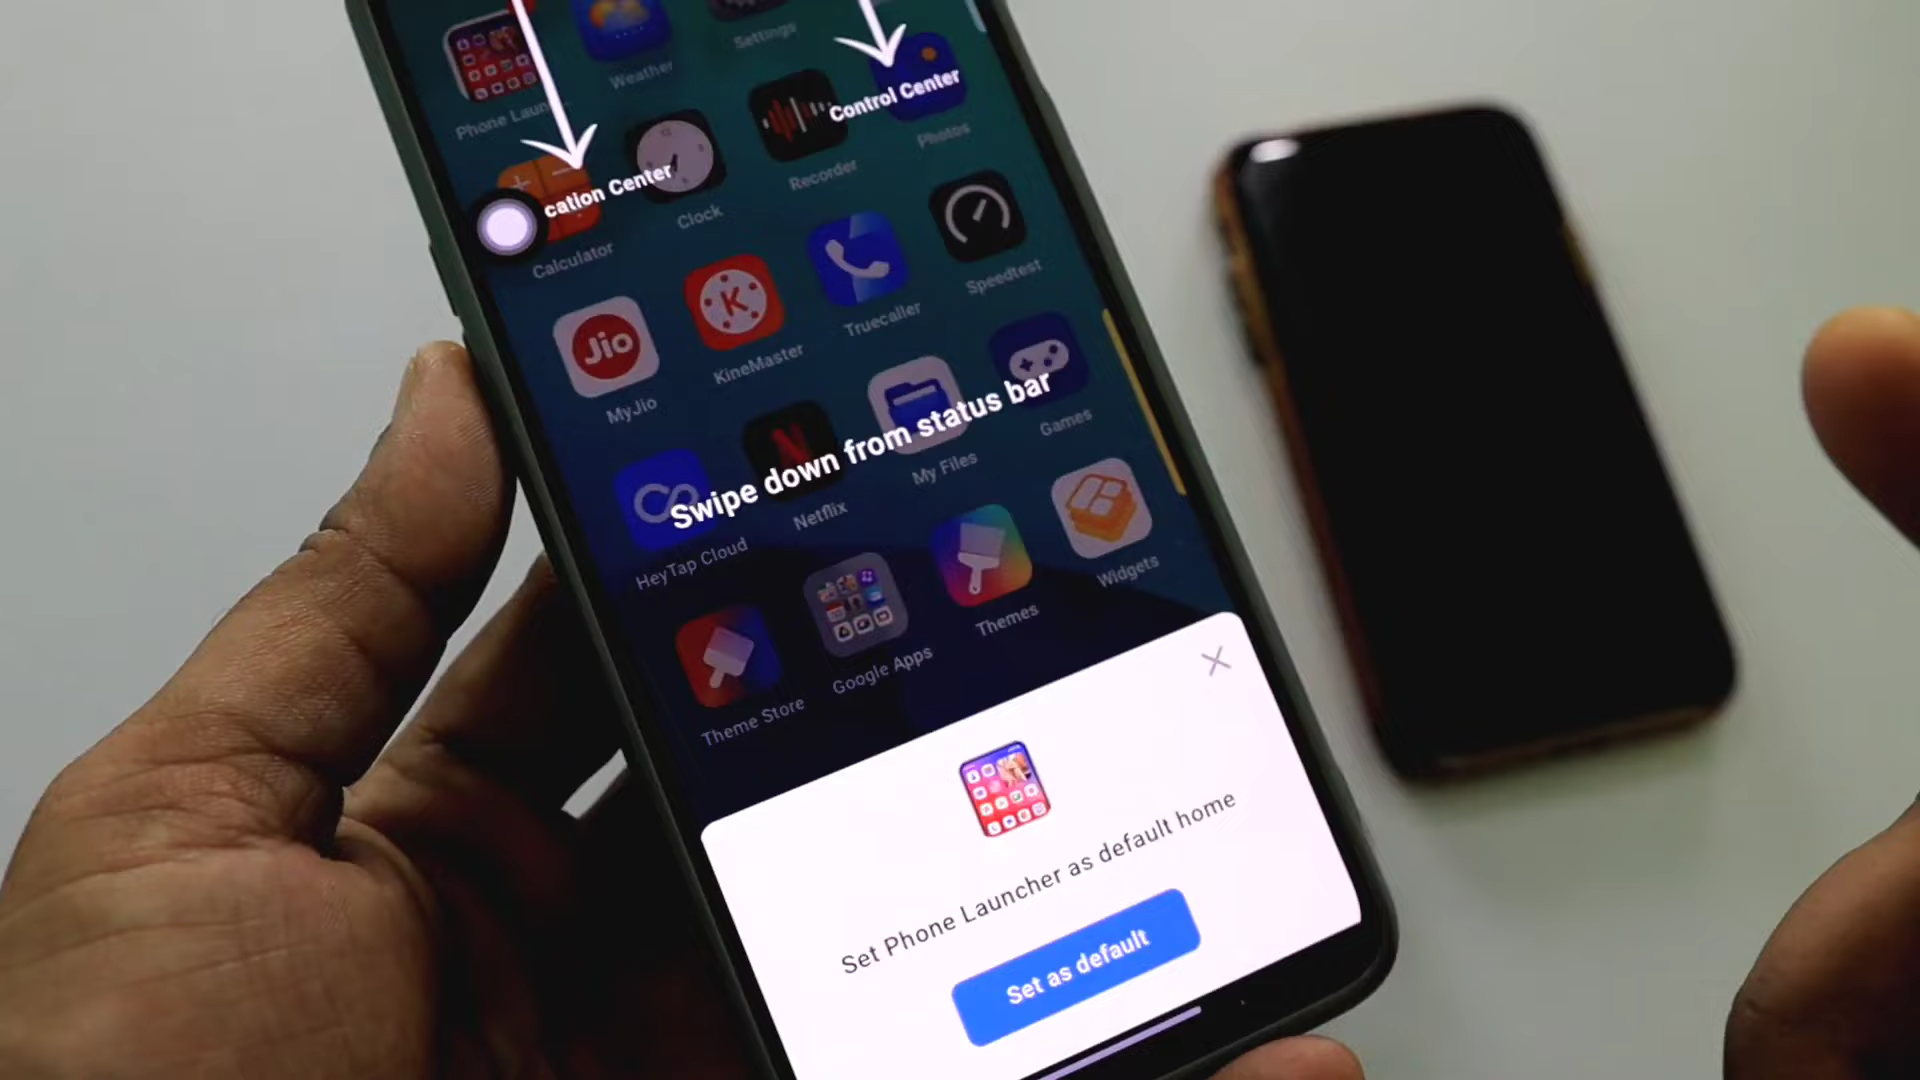 Settings
Weather
Control Center
Phone Laun
Photos
Recorder
cation Center
Clock
Calculator
Speedtest
Truecaller
K
KineMaster
Jio
MyJio
Swipe down from status bar
Games
My Files
N
Netflix
HeyTap Cloud
Widgets
Themes
Google Apps
Theme Store
Set Phone Launcher as default home
Set as default